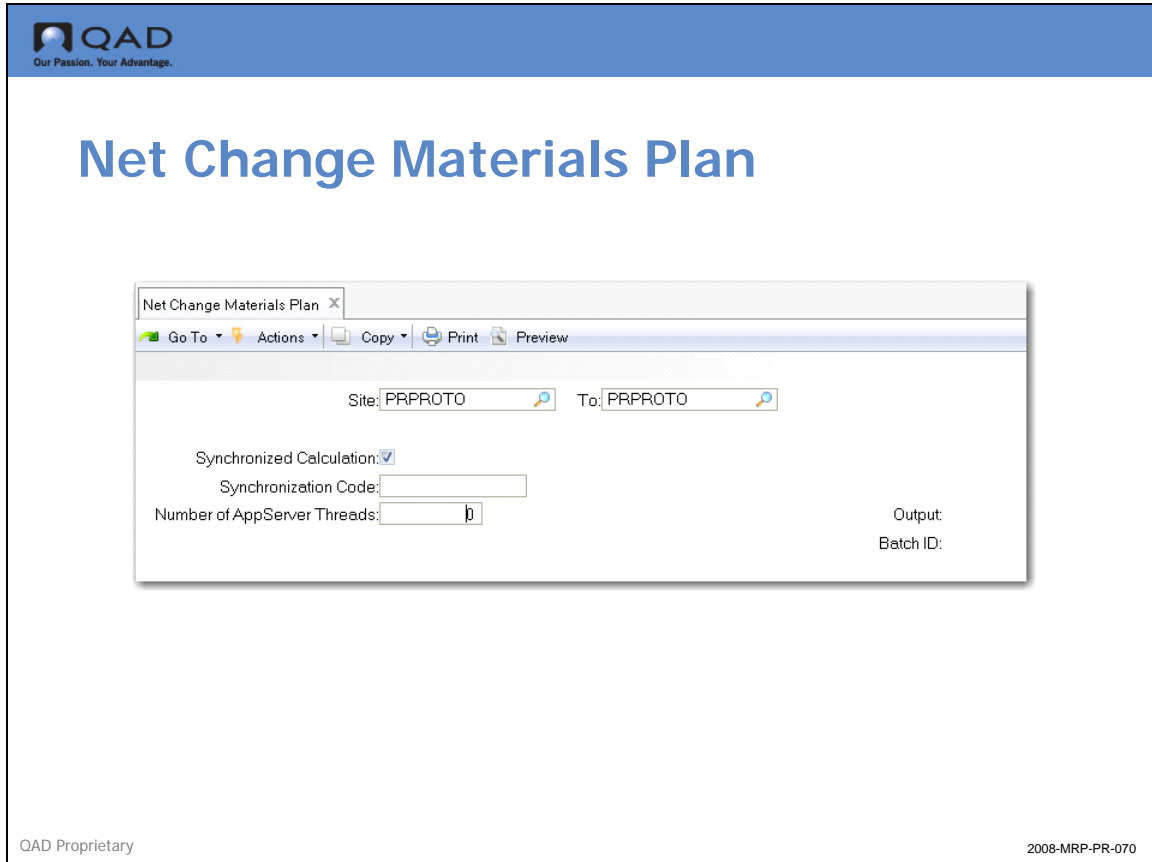 QAD
Our Passion. Your Advantage.
Net Change Materials Plan
Net Change Materials Plan
Go To Actions Copy Print Preview
Site: PRPROTO To: PRPROTO
Synchronized Calculation:
Synchronization Code:
Number of AppServer Threads: 0 Output:
Batch ID:
QAD Proprietary 2008-MRP-PR-070